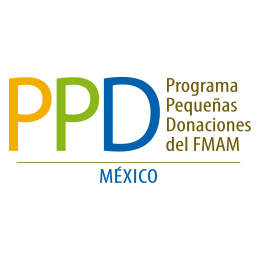 PPD
Programa
Pequeñas
Donaciones
del FMAM
MÉXICO